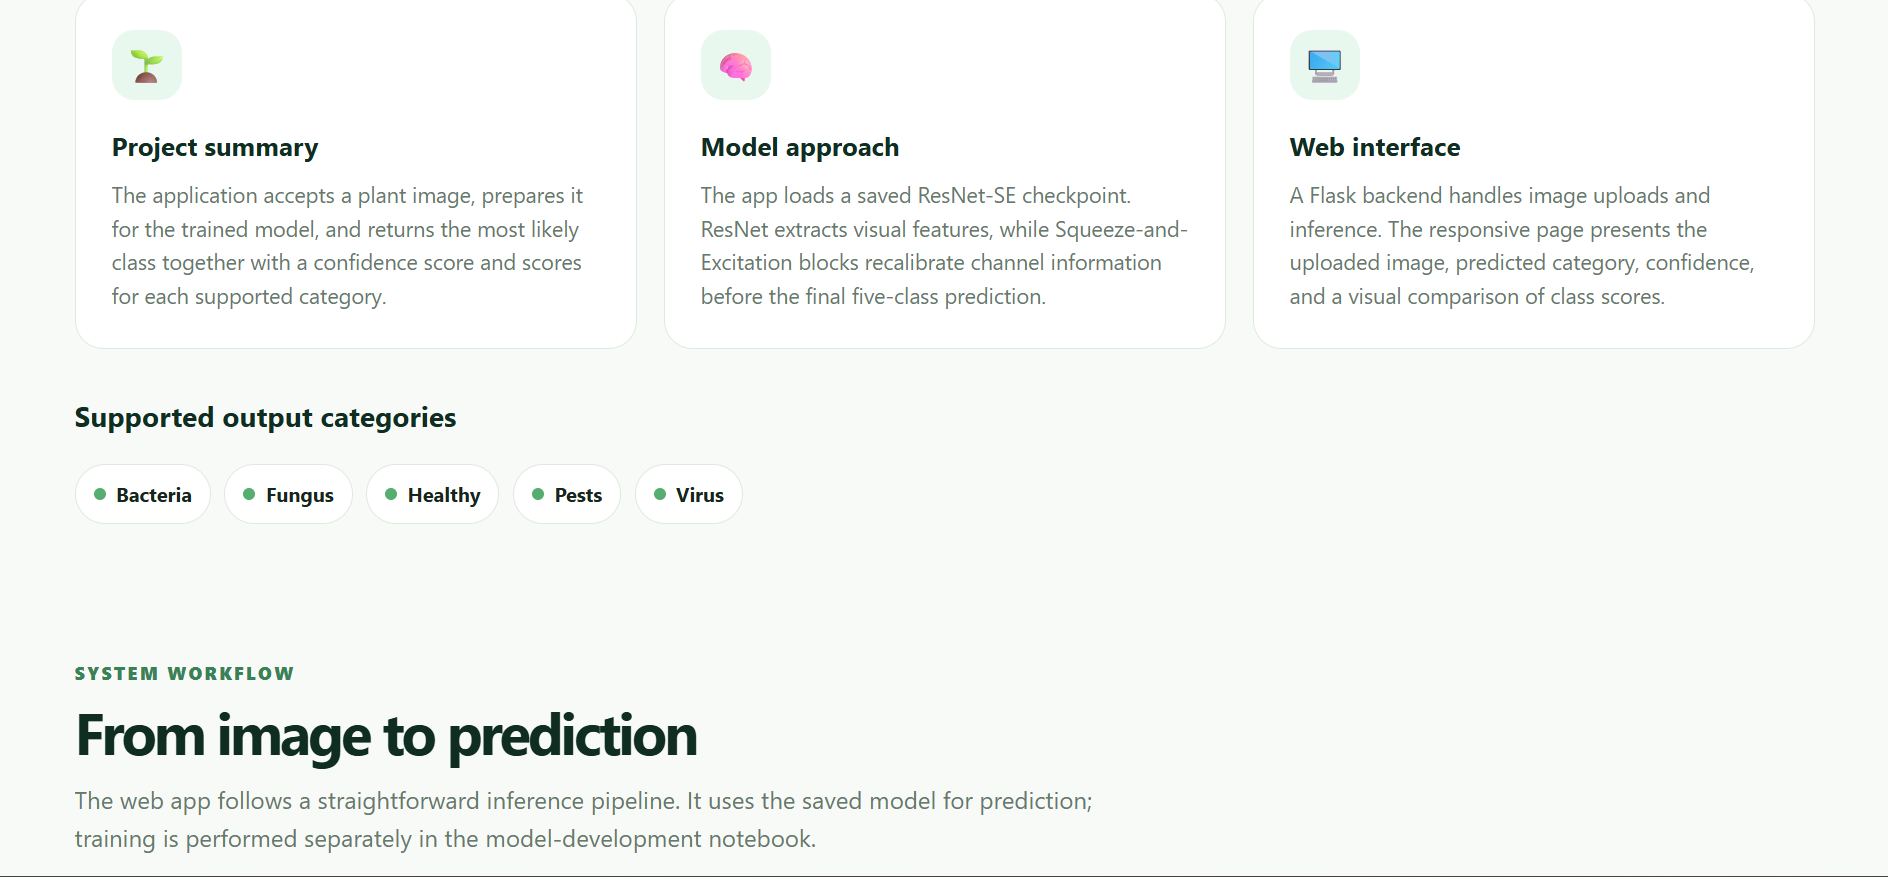 Project summary
The application accepts a plant image, prepares it
for the trained model, and returns the most likely
class together with a confidence score and scores
for each supported category.
Model approach
The app loads a saved ResNet-SE checkpoint.
ResNet extracts visual features, while Squeeze-and-
Excitation blocks recalibrate channel information
before the final five-class prediction.
Web interface
A Flask backend handles image uploads and
inference. The responsive page presents the
uploaded image, predicted category, confidence,
and a visual comparison of class scores.
Supported output categories
Bacteria
Fungus
Healthy
Pests
Virus
SYSTEM WORKFLOW
From image to prediction
The web app follows a straightforward inference pipeline. It uses the saved model for prediction;
training is performed separately in the model-development notebook.